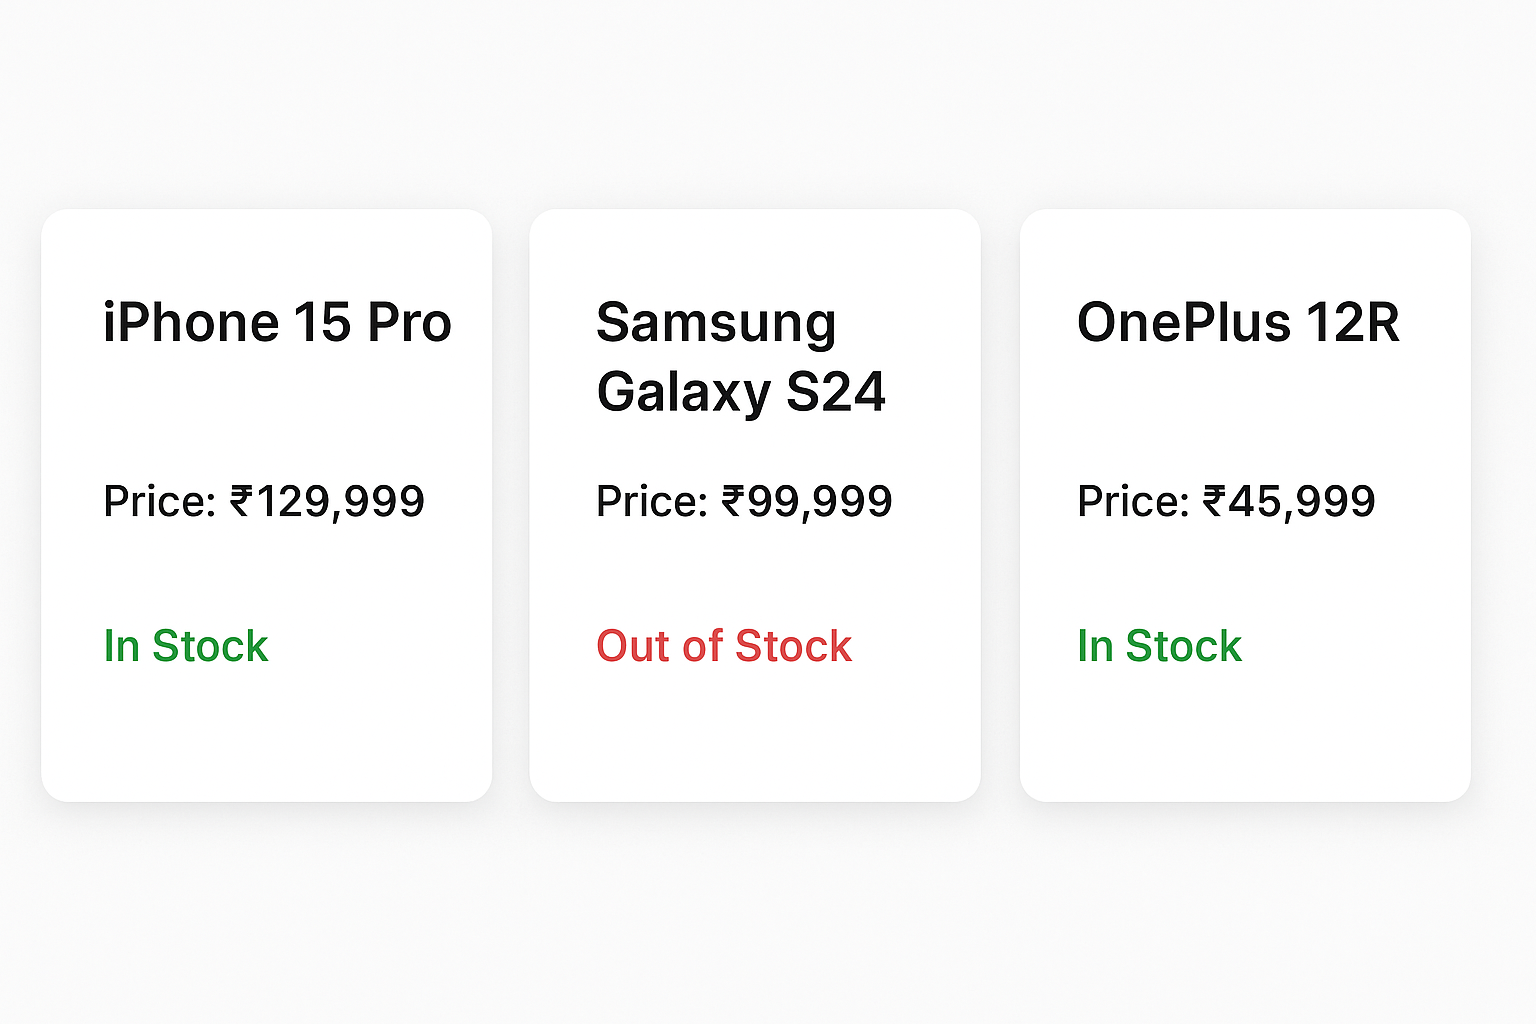 iPhone 15 Pro
Price: ₹129,999
In Stock
Samsung
Galaxy S24
Price: ₹99,999
Out of Stock
OnePlus 12R
Price: ₹45,999
In Stock